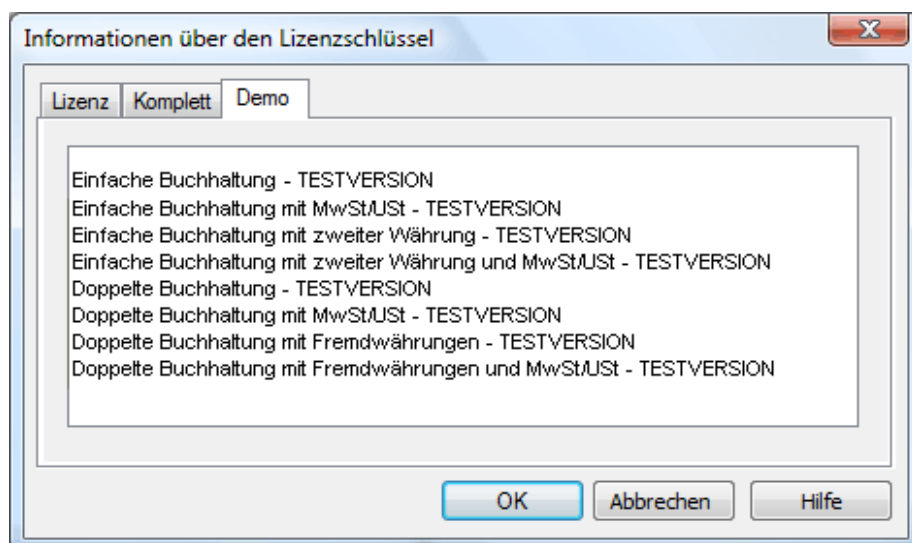 Informationen über den Lizenzschlüssel
Lizenz Komplett Demo
Einfache Buchhaltung - TESTVERSION
Einfache Buchhaltung mit MwSt/USt - TESTVERSION
Einfache Buchhaltung mit zweiter Währung - TESTVERSION
Einfache Buchhaltung mit zweiter Währung und MwSt/USt - TESTVERSION
Doppelte Buchhaltung - TESTVERSION
Doppelte Buchhaltung mit MwSt/USt - TESTVERSION
Doppelte Buchhaltung mit Fremdwährungen - TESTVERSION
Doppelte Buchhaltung mit Fremdwährungen und MwSt/USt - TESTVERSION
OK Abbrechen Hilfe